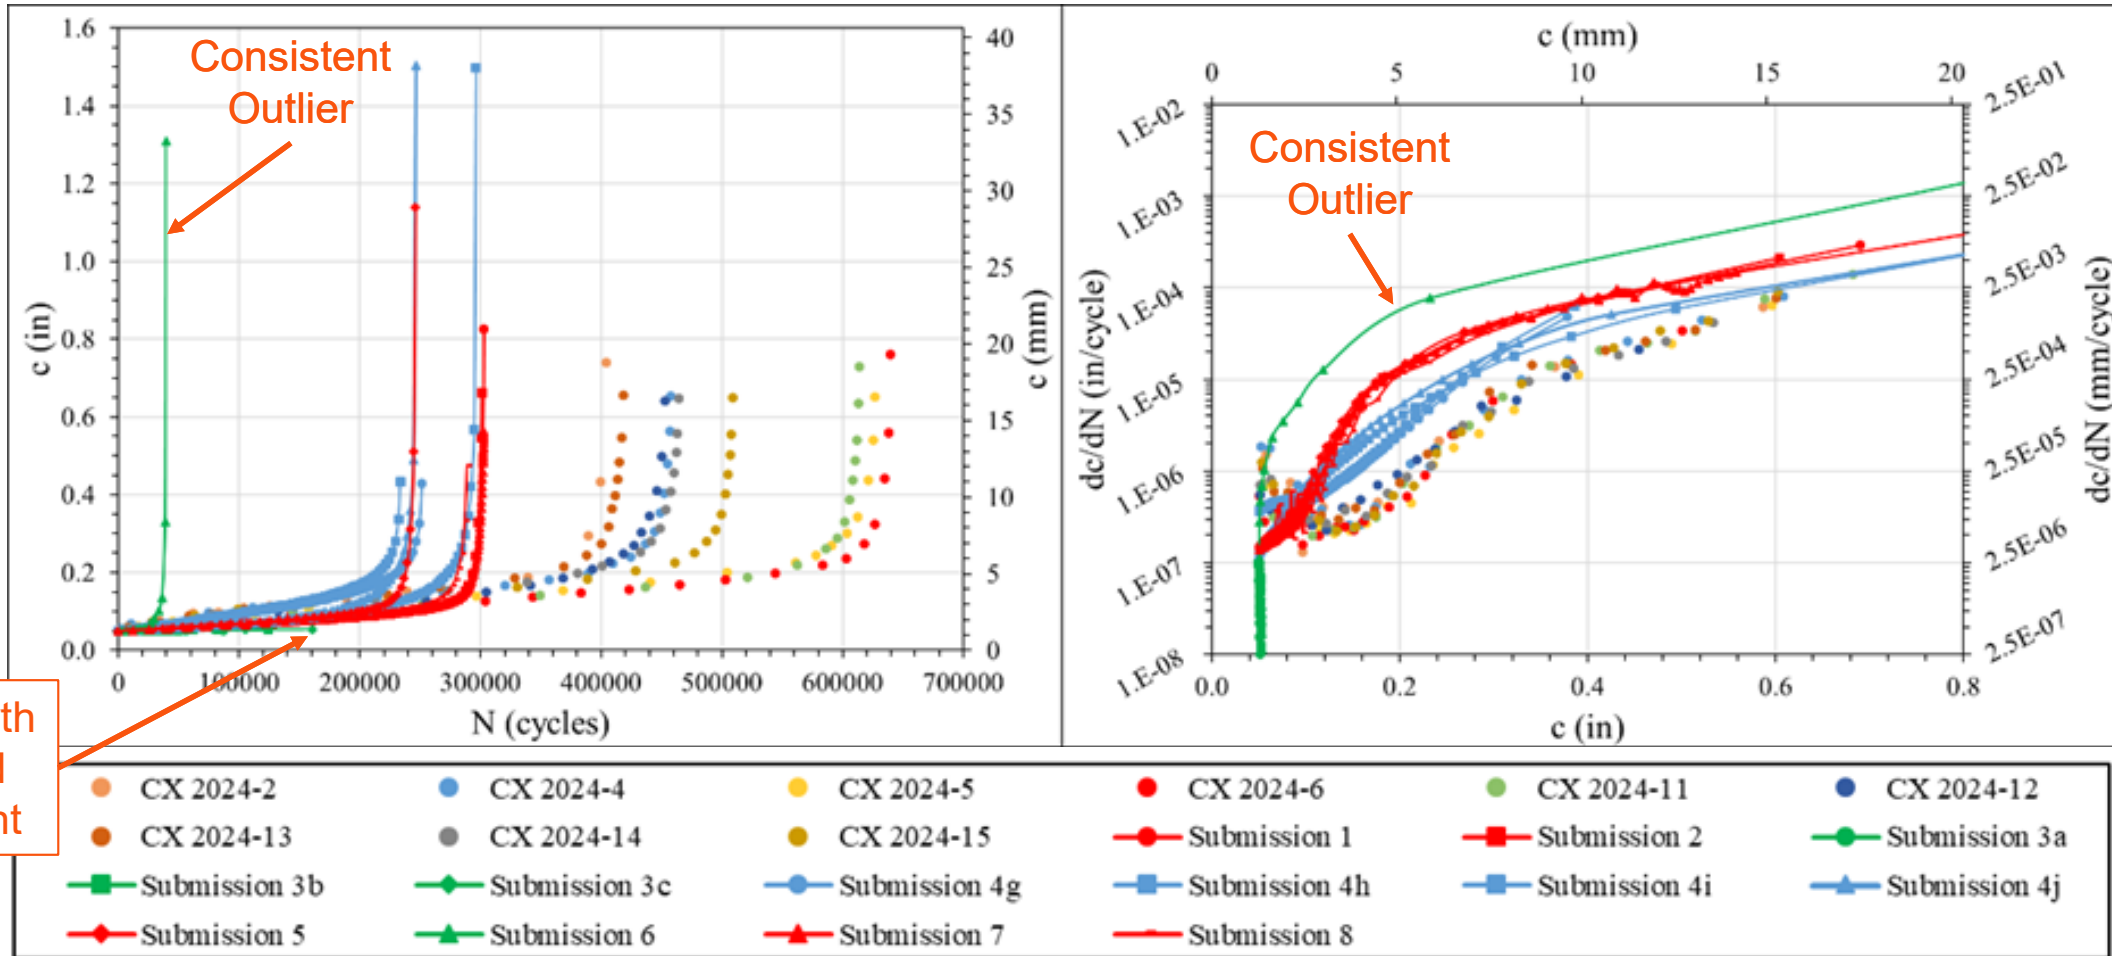 Consistent
Outlier
1.6
1.4
1.2
1.0
0.8
0.6
0.4
0.2
0.0
c (in)
40
35
30
25
20
15
10
5
0
c (mm)
0
100000
200000
300000
400000
500000
600000
700000
N (cycles)
c (mm)
0
5
10
15
20
Consistent
Outlier
1.E-02
1.E-03
1.E-04
1.E-05
1.E-06
1.E-07
1.E-08
dc/dN (in/cycle)
2.5E-01
2.5E-02
2.5E-03
2.5E-04
2.5E-05
2.5E-06
2.5E-07
dc/dN (mm/cycle)
0.0
0.2
0.4
0.6
0.8
c (in)
CX 2024-2
CX 2024-4
CX 2024-5
CX 2024-6
CX 2024-11
CX 2024-12
CX 2024-13
CX 2024-14
CX 2024-15
Submission 1
Submission 2
Submission 3a
Submission 3b
Submission 3c
Submission 4g
Submission 4h
Submission 4i
Submission 4j
Submission 5
Submission 6
Submission 7
Submission 8